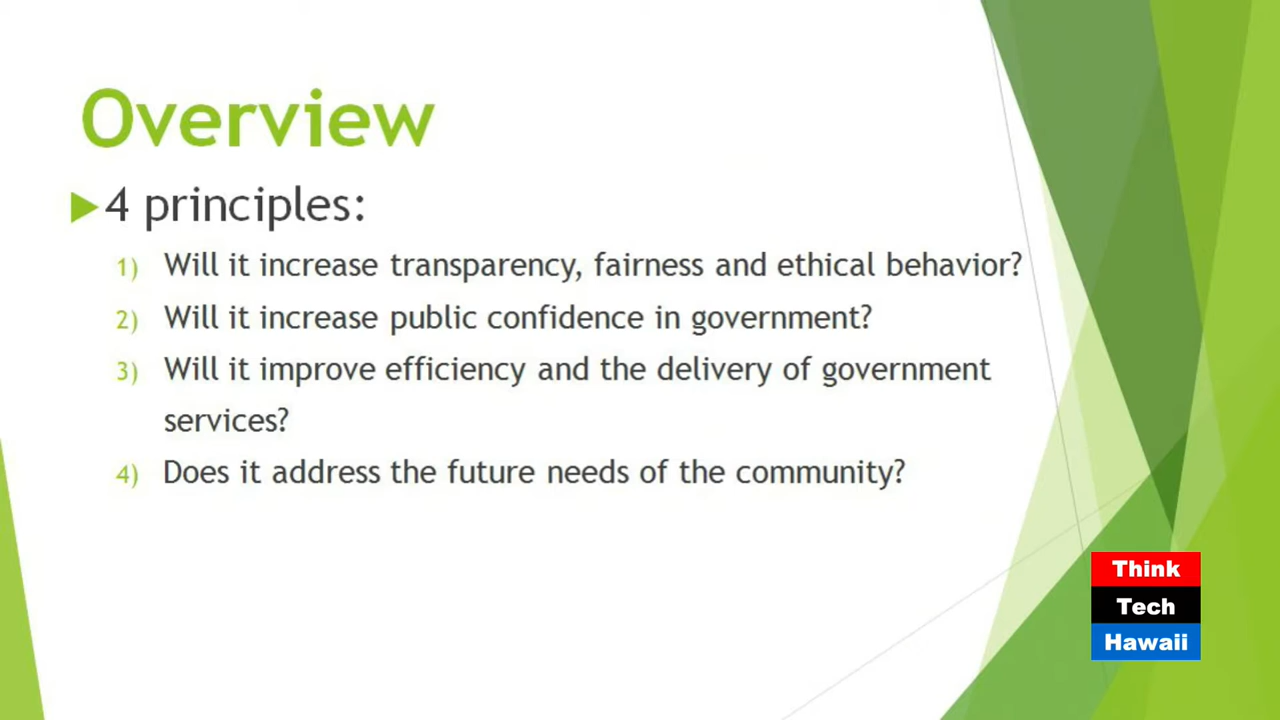 Overview
4 principles:
1) Will it increase transparency, fairness and ethical behavior?
2) Will it increase public confidence in government?
3) Will it improve efficiency and the delivery of government
services?
4) Does it address the future needs of the community?
Think
Tech
Hawaii